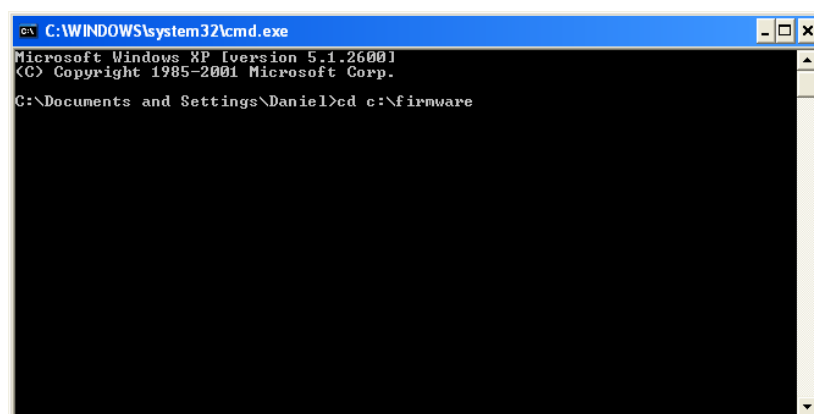 C:\WINDOWS\system32\cmd.exe
Microsoft Windows XP [version 5.1.2600]
(C) Copyright 1985-2001 Microsoft Corp.
C:\Documents and Settings\Daniel>cd c:\firmware